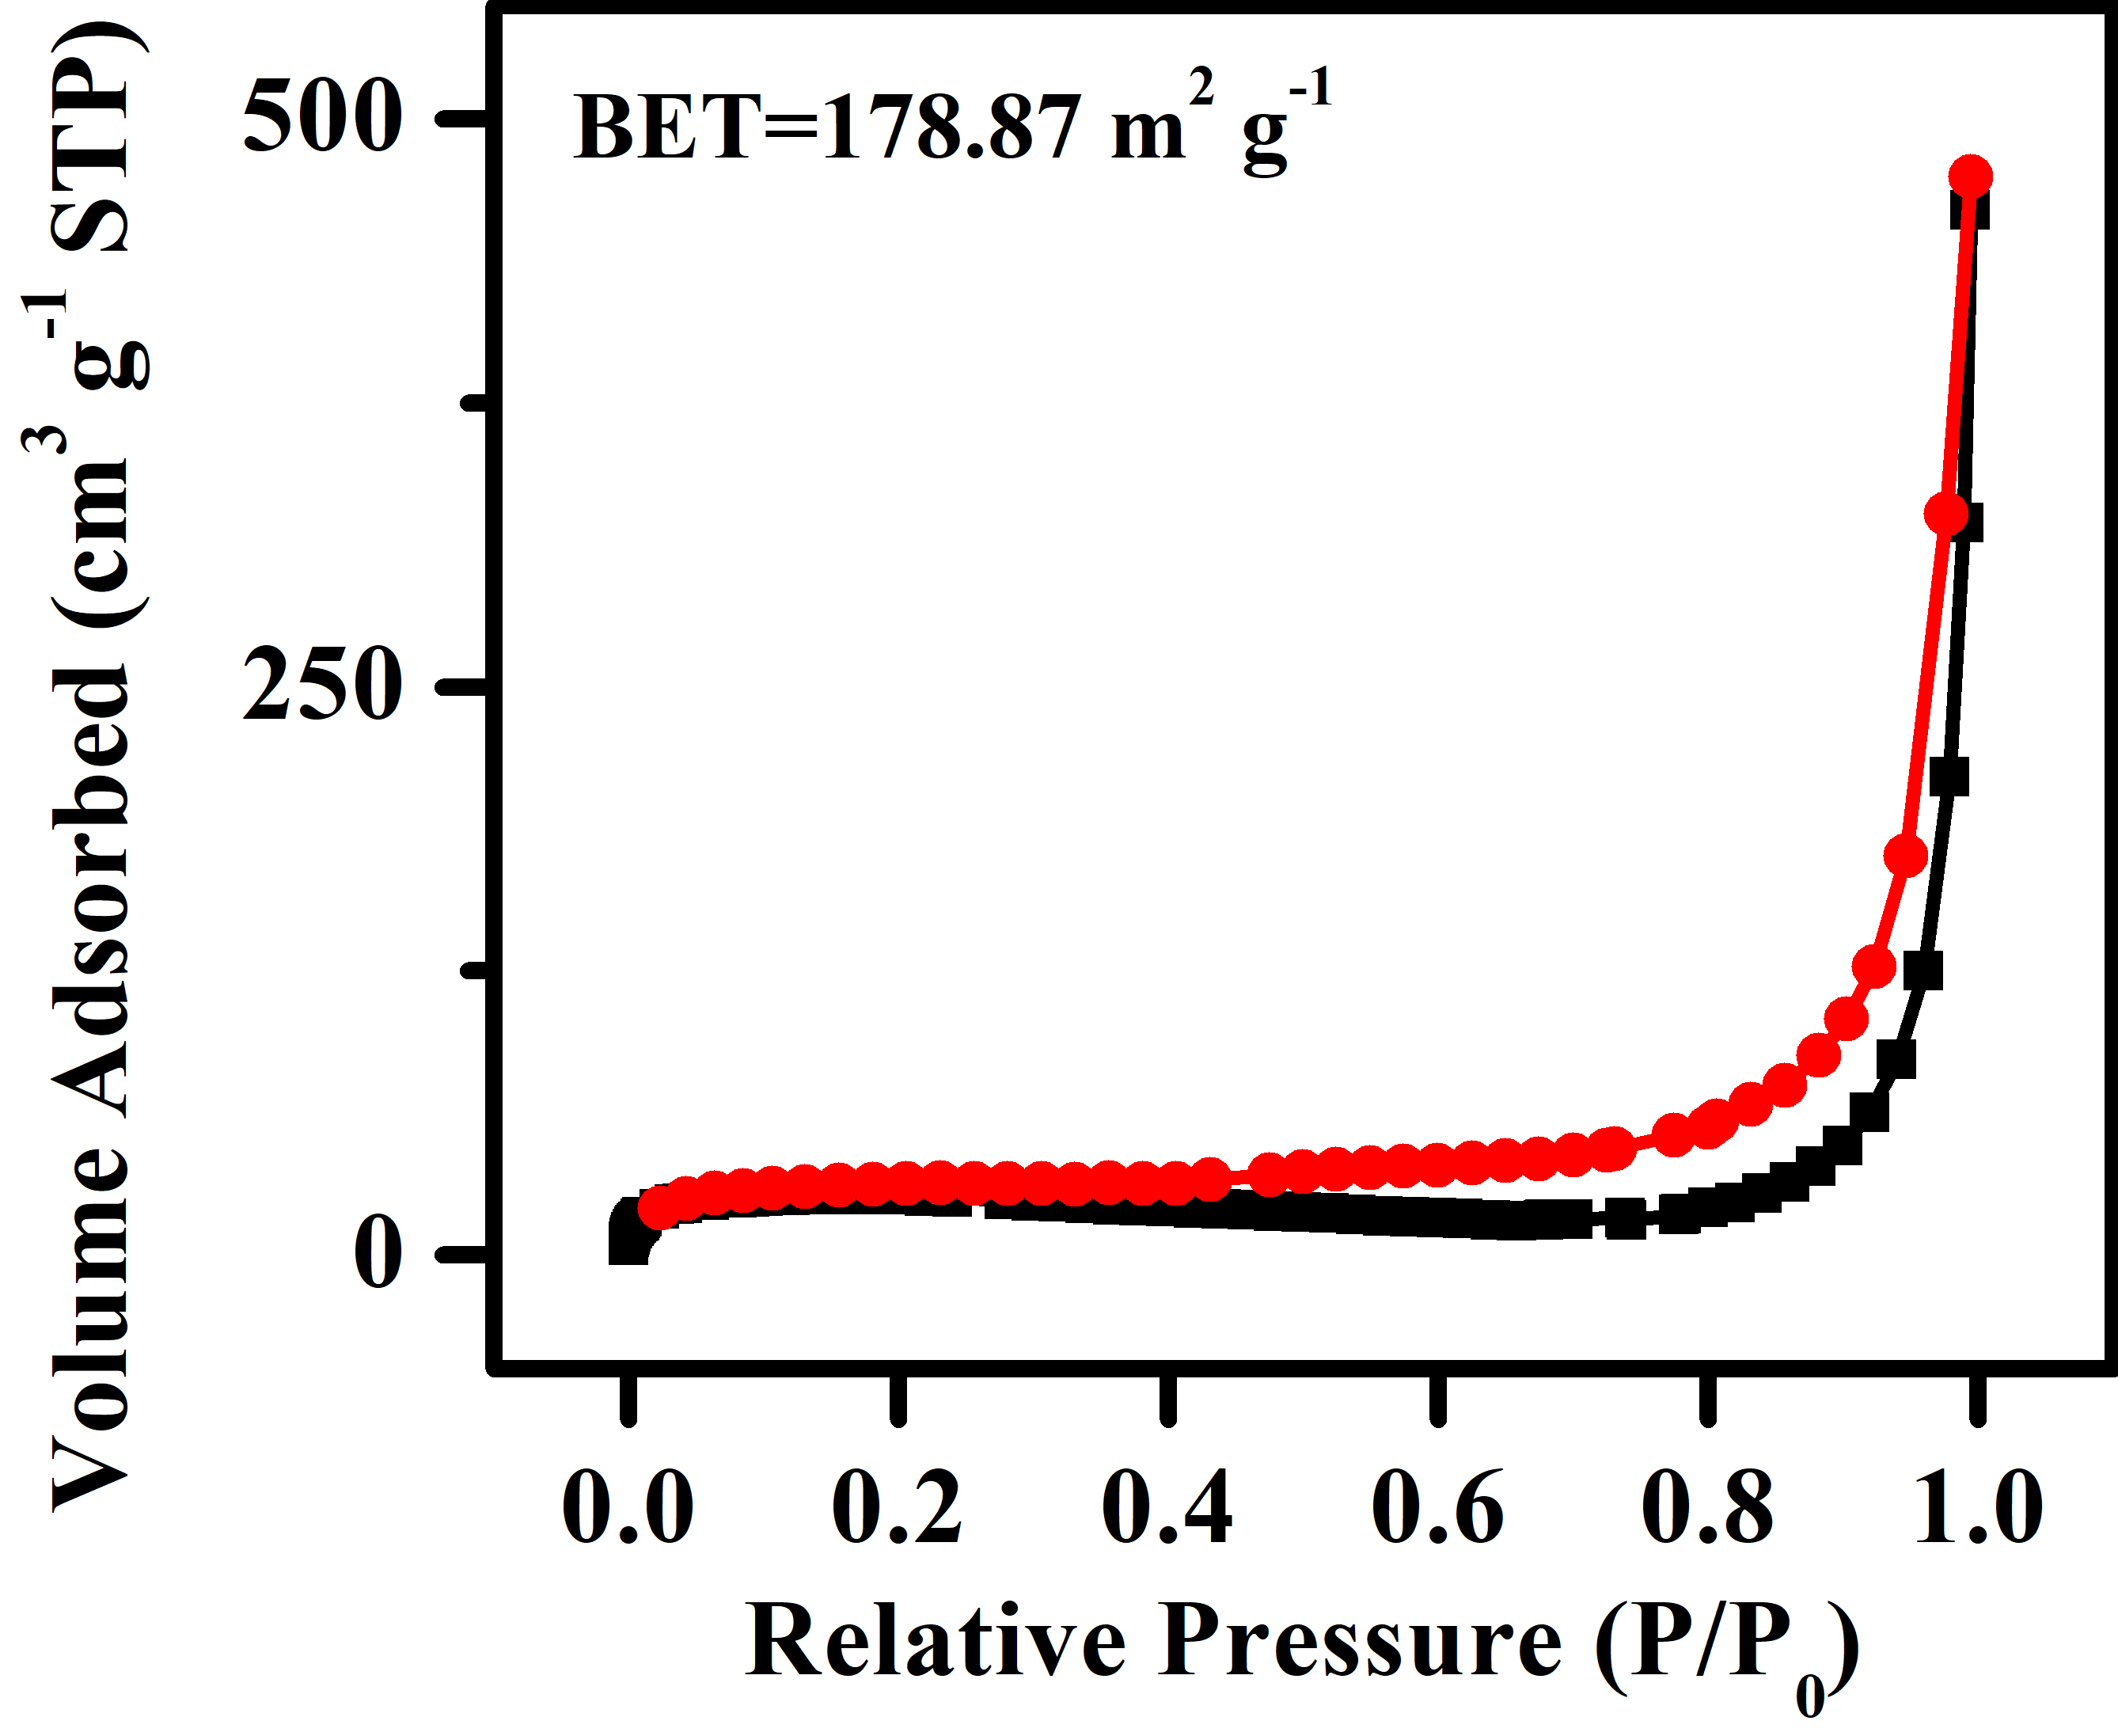 Volume Adsorbed (cm³ g⁻¹ STP)
500
250
0
BET=178.87 m² g⁻¹
0.0 0.2 0.4 0.6 0.8 1.0
Relative Pressure (P/P₀)